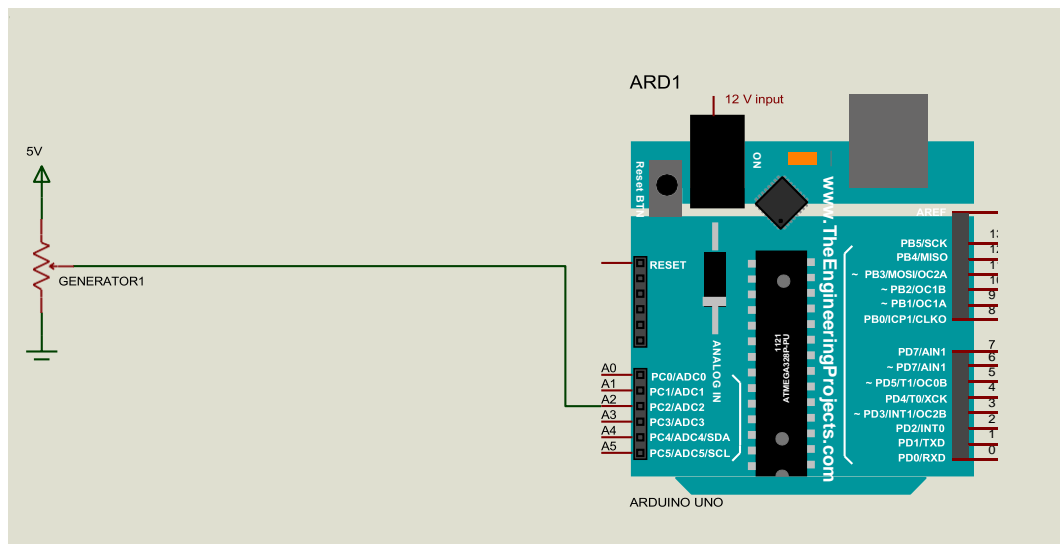 ARD1
12 V input
5V
Reset BTN
ON
www.TheEngineeringProjects.com
AREF
RESET
PB5/SCK
PB4/MISO
~ PB3/MOSI/OC2A
~ PB2/OC1B
~ PB1/OC1A
PB0/ICP1/CLKO
9
8
GENERATOR1
1121
ATMEGA328P-PU
ANALOG IN
A0
A1
A2
A3
A4
A5
PC0/ADC0
PC1/ADC1
PC2/ADC2
PC3/ADC3
PC4/ADC4/SDA
PC5/ADC5/SCL
PD7/AIN1
~ PD7/AIN1
~ PD5/T1/OC0B
PD4/T0/XCK
~ PD3/INT1/OC2B
PD2/INT0
PD1/TXD
PD0/RXD
7
6
5
4
3
2
1
0
ARDUINO UNO